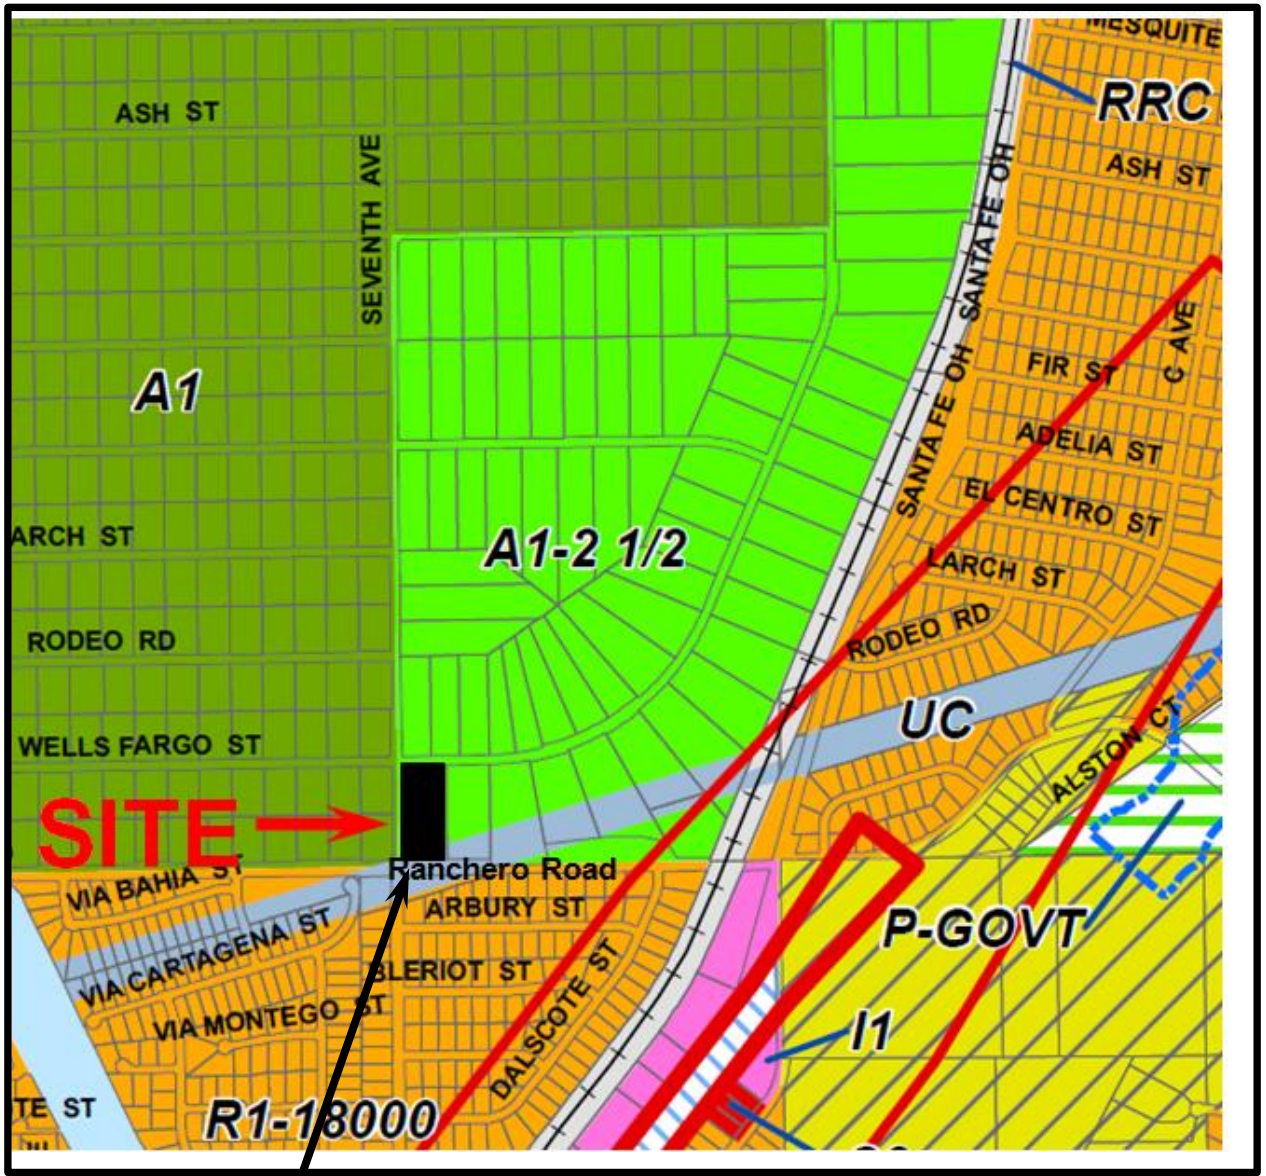 MESQUITE
RRC
ASH ST
ASH ST
SEVENTH AVE
SANTA FE OH
SANTA FE OH
C AVE
FIR ST
A1
ADELIA ST
EL CENTRO ST
ARCH ST
A1-2 1/2
LARCH ST
RODEO RD
RODEO RD
UC
WELLS FARGO ST
ALSTON CT
SITE
Ranchero Road
VIA BAHIA ST
ARBURY ST
P-GOVT
VIA CARTAGENA ST
BLERIOT ST
VIA MONTEGO ST
DALSCOTE ST
I1
TE ST
R1-18000